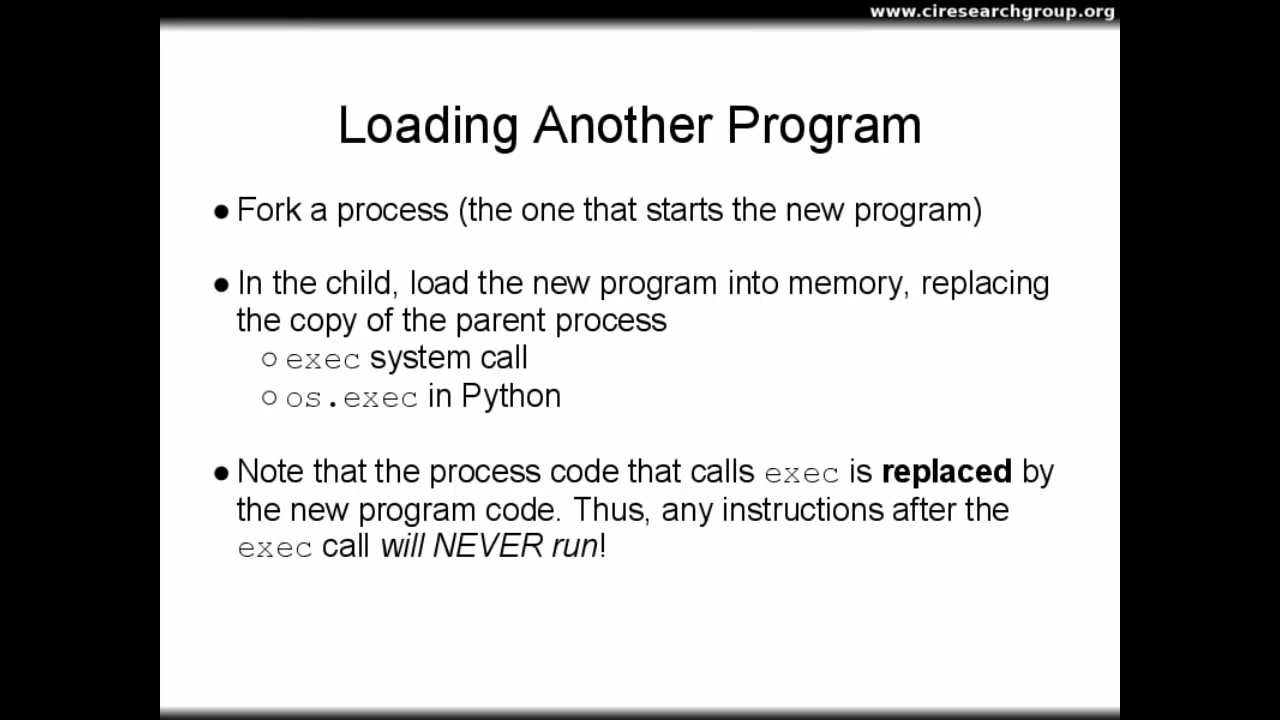 www.ciresearchgroup.org
Loading Another Program
● Fork a process (the one that starts the new program)
● In the child, load the new program into memory, replacing
the copy of the parent process
○ exec system call
○ os.exec in Python
● Note that the process code that calls exec is replaced by
the new program code. Thus, any instructions after the
exec call will NEVER run!